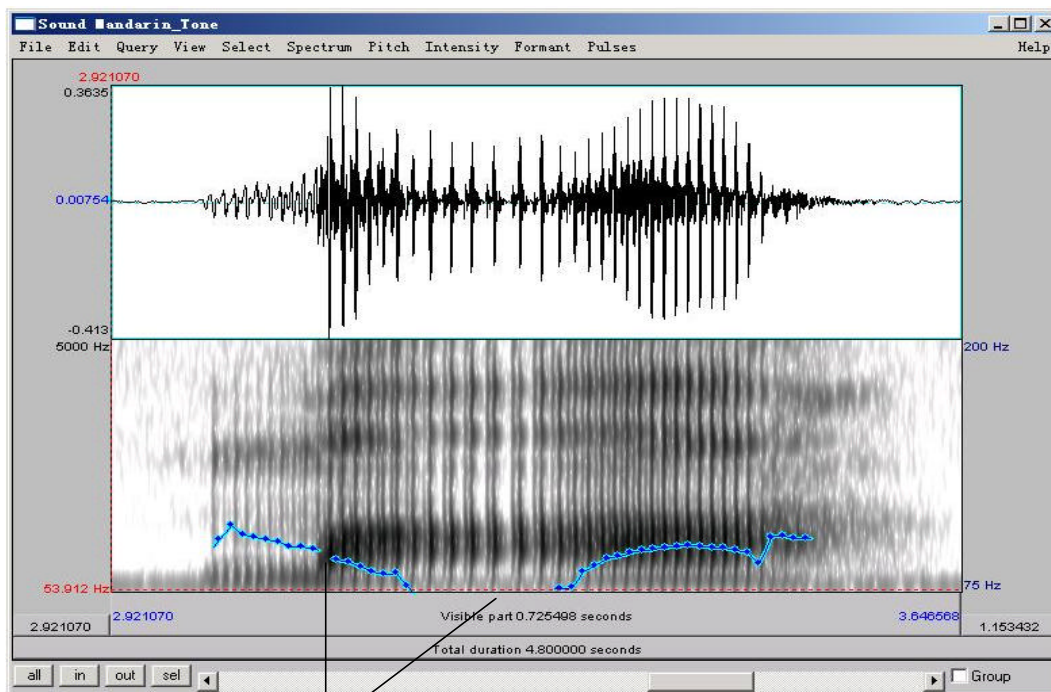 Sound Mandarin_Tone
File Edit Query View Select Spectrum Pitch Intensity Formant Pulses Help
2.921070
0.3635
0.00754
-0.413
5000 Hz 200 Hz
53.912 Hz 75 Hz
2.921070 Visible part 0.725498 seconds 3.646568
2.921070 1.153432
Total duration 4.800000 seconds
all in out sel Group